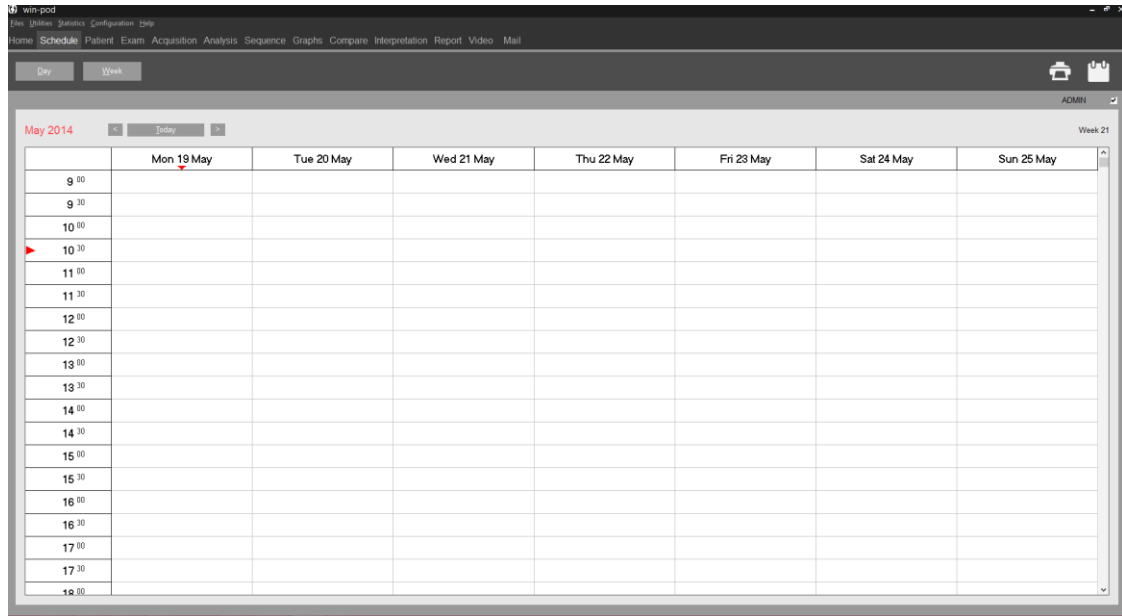 win-pod
Files Utilities Statistics Configuration Help
Home Schedule Patient Exam Acquisition Analysis Sequence Graphs Compare Interpretation Report Video Mail
Day Week
ADMIN
May 2014 < Today > Week 21
Mon 19 May Tue 20 May Wed 21 May Thu 22 May Fri 23 May Sat 24 May Sun 25 May
9 00
9 30
10 00
10 30
11 00
11 30
12 00
12 30
13 00
13 30
14 00
14 30
15 00
15 30
16 00
16 30
17 00
17 30
18 00